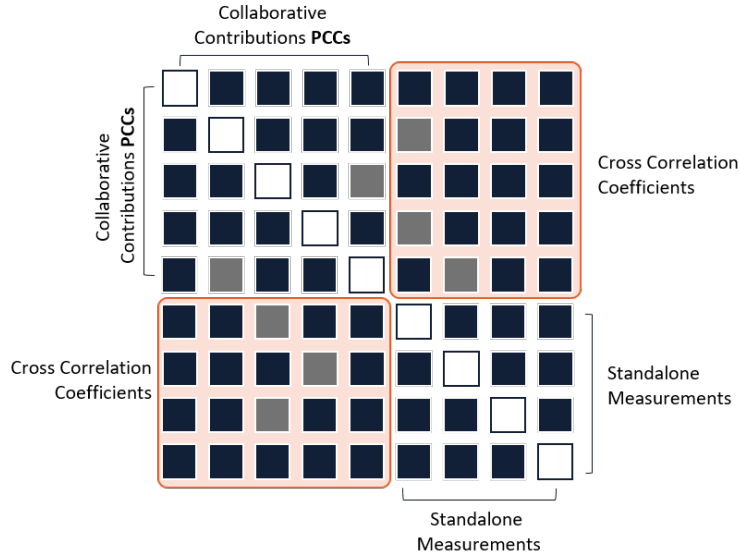 Collaborative
Contributions PCCs
Collaborative
Contributions PCCs
Cross Correlation
Coefficients
Cross Correlation
Coefficients
Standalone
Measurements
Standalone
Measurements